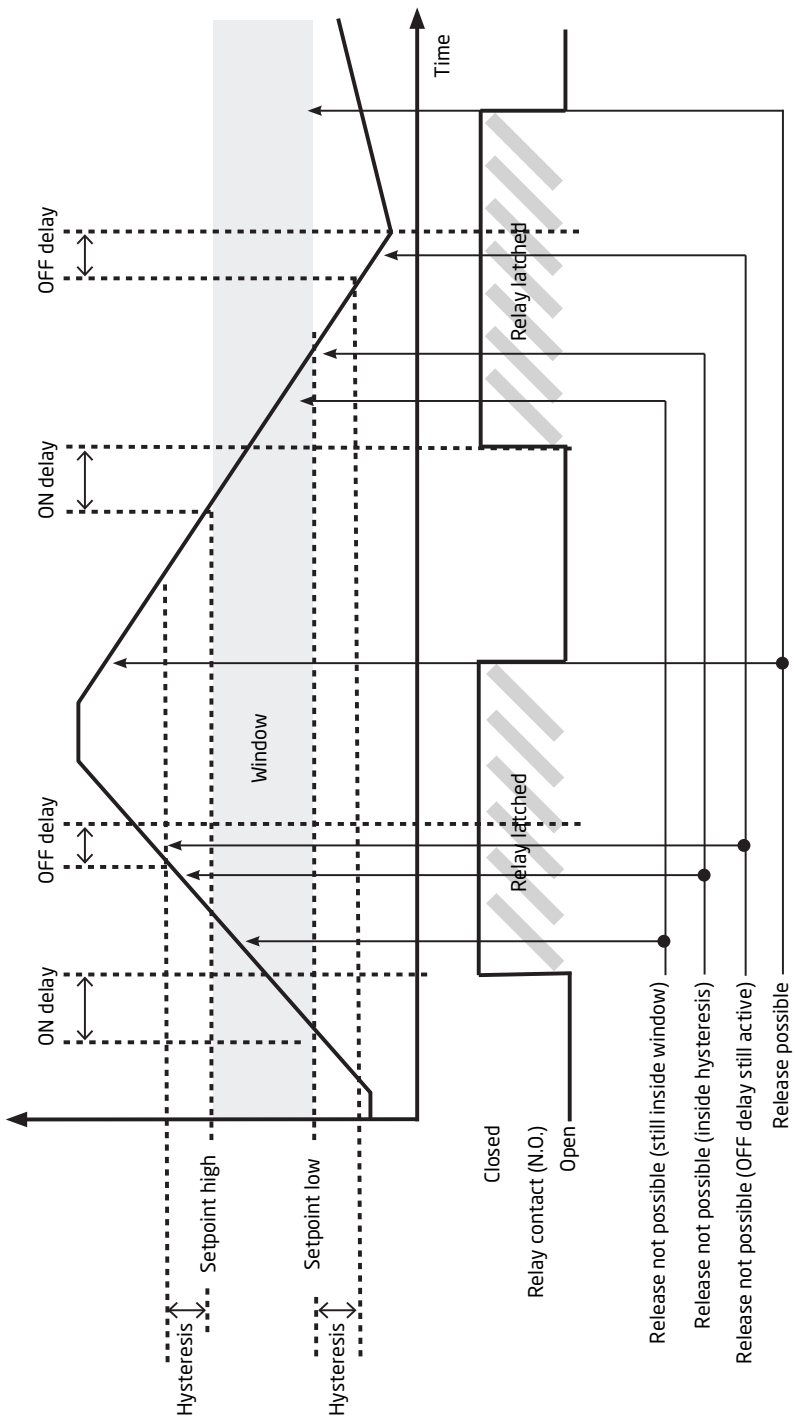 ON delay
OFF delay
ON delay
OFF delay
Hysteresis
Setpoint high
Window
Setpoint low
Hysteresis
Time
Closed
Relay contact (N.O.)
Open
Relay latched
Relay latched
Release not possible (still inside window)
Release not possible (inside hysteresis)
Release not possible (OFF delay still active)
Release possible